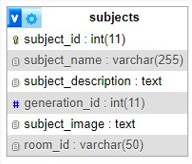 v subjects
subject_id : int(11)
subject_name : varchar(255)
subject_description : text
# generation_id : int(11)
subject_image : text
room_id : varchar(50)